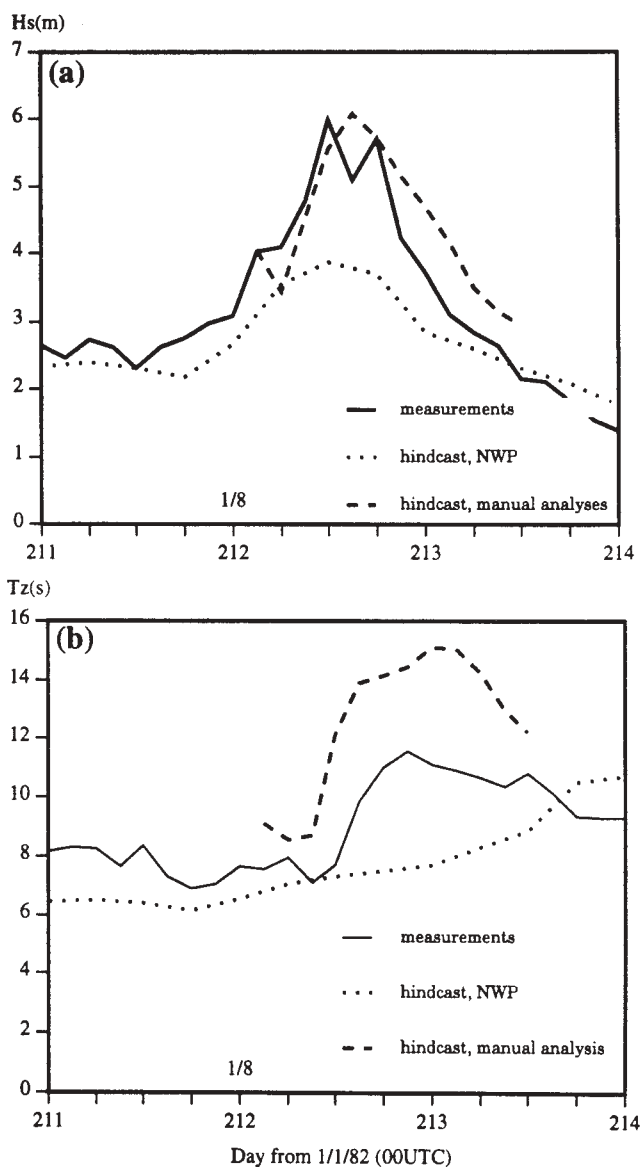 Hs(m)
7
(a)
6
5
4
3
2
1
0
measurements
hindcast, NWP
hindcast, manual analyses
1/8
211
212
213
214
Tz(s)
16
(b)
14
12
10
8
6
4
2
0
measurements
hindcast, NWP
hindcast, manual analysis
1/8
211
212
213
214
Day from 1/1/82 (00UTC)